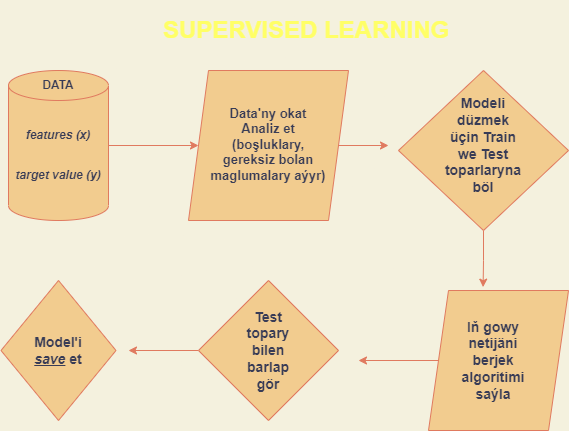 SUPERVISED LEARNING
DATA
features (x)
target value (y)
Data'ny okat
Analiz et
(boşluklary,
gereksiz bolan
maglumalary aýyr)
Modeli
düzmek
üçin Train
we Test
toparlaryna
böl
Iň gowy
netijäni
berjek
algoritimi
saýla
Test
topary
bilen
barlap
gör
Model'i
save et